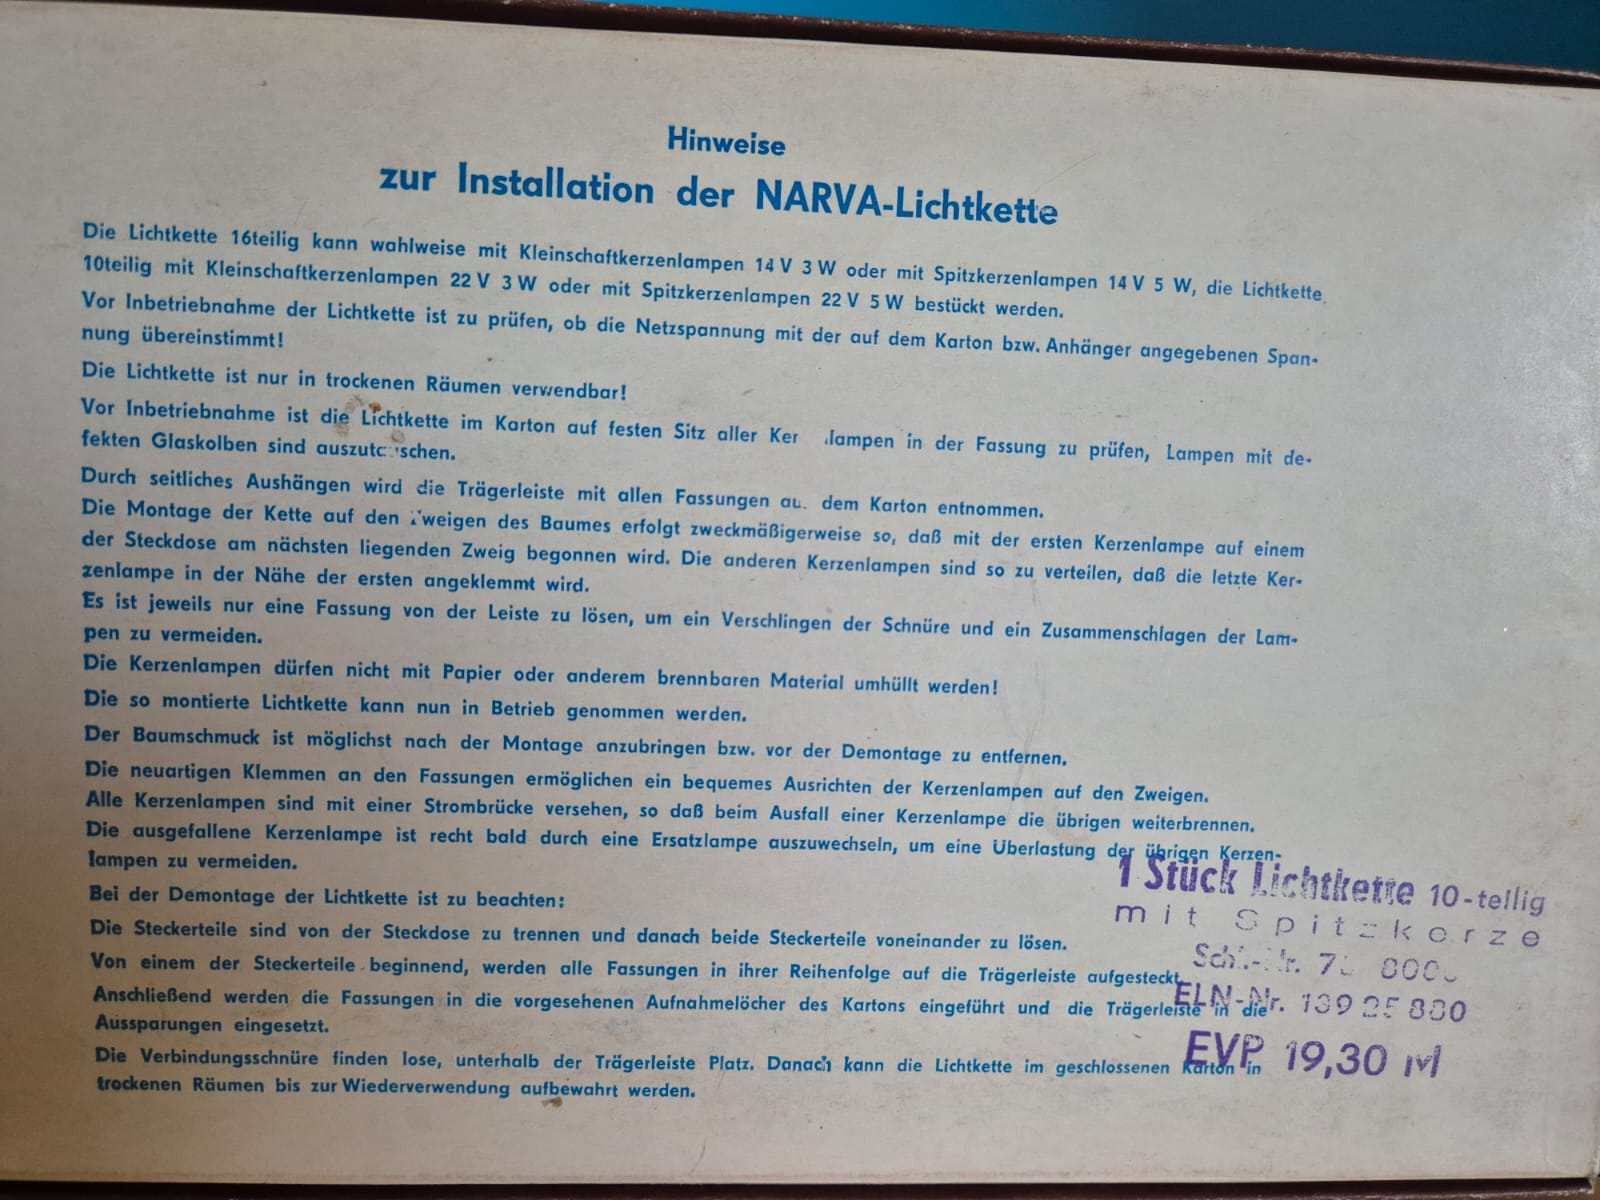 Hinweise
zur Installation der NARVA-Lichtkette
Die Lichtkette 16teilig kann wahlweise mit Kleinschaftkerzenlampen 14 V 3 W oder mit Spitzkerzenlampen 14 V 5 W, die Lichtkette
10teilig mit Kleinschaftkerzenlampen 22 V 3 W oder mit Spitzkerzenlampen 22 V 5 W bestückt werden.
Vor Inbetriebnahme der Lichtkette ist zu prüfen, ob die Netzspannung mit der auf dem Karton bzw. Anhänger angegebenen Span-
nung übereinstimmt!
Die Lichtkette ist nur in trockenen Räumen verwendbar!
Vor Inbetriebnahme ist die Lichtkette im Karton auf festen Sitz aller Ker lampen in der Fassung zu prüfen, Lampen mit de-
fekten Glaskolben sind auszutauschen.
Durch seitliches Aushängen wird die Trägerleiste mit allen Fassungen aus dem Karton entnommen.
Die Montage der Kette auf den Zweigen des Baumes erfolgt zweckmäßigerweise so, daß mit der ersten Kerzenlampe auf einem
der Steckdose am nächsten liegenden Zweig begonnen wird. Die anderen Kerzenlampen sind so zu verteilen, daß die letzte Ker-
zenlampe in der Nähe der ersten angeklemmt wird.
Es ist jeweils nur eine Fassung von der Leiste zu lösen, um ein Verschlingen der Schnüre und ein Zusammenschlagen der Lam-
pen zu vermeiden.
Die Kerzenlampen dürfen nicht mit Papier oder anderem brennbaren Material umhüllt werden!
Die so montierte Lichtkette kann nun in Betrieb genommen werden.
Der Baumschmuck ist möglichst nach der Montage anzubringen bzw. vor der Demontage zu entfernen.
Die neuartigen Klemmen an den Fassungen ermöglichen ein bequemes Ausrichten der Kerzenlampen auf den Zweigen.
Alle Kerzenlampen sind mit einer Strombrücke versehen, so daß beim Ausfall einer Kerzenlampe die übrigen weiterbrennen.
Die ausgefallene Kerzenlampe ist recht bald durch eine Ersatzlampe auszuwechseln, um eine Überlastung der übrigen Kerzen-
lampen zu vermeiden.
Bei der Demontage der Lichtkette ist zu beachten:
Die Steckerteile sind von der Steckdose zu trennen und danach beide Steckerteile voneinander zu lösen.
Von einem der Steckerteile beginnend, werden alle Fassungen in ihrer Reihenfolge auf die Trägerleiste aufgesteckt.
Anschließend werden die Fassungen in die vorgesehenen Aufnahmelöcher des Kartons eingeführt und die Trägerleiste in die
Aussparungen eingesetzt.
Die Verbindungsschnüre finden lose, unterhalb der Trägerleiste Platz. Danach kann die Lichtkette im geschlossenen Karton in
trockenen Räumen bis zur Wiederverwendung aufbewahrt werden.
1 Stück Lichtkette 10-teilig
mit Spitzkerze
ELN-Nr.
EVP 19,30 M